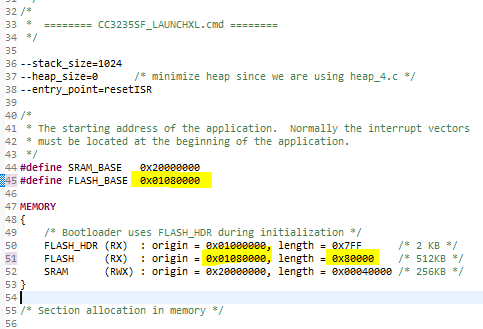 32 /*
33  *  ======== CC3235SF_LAUNCHXL.cmd ========
34  */
35
36 --stack_size=1024
37 --heap_size=0      /* minimize heap since we are using heap_4.c */
38 --entry_point=resetISR
39
40 /*
41  * The starting address of the application.  Normally the interrupt vectors
42  * must be located at the beginning of the application.
43  */
44 #define SRAM_BASE   0x20000000
45 #define FLASH_BASE  0x01080000
46
47 MEMORY
48 {
49     /* Bootloader uses FLASH_HDR during initialization */
50     FLASH_HDR (RX)  : origin = 0x01000000, length = 0x7FF      /* 2 KB */
51     FLASH     (RX)  : origin = 0x01080000, length = 0x80000    /* 512KB */
52     SRAM      (RWX) : origin = 0x20000000, length = 0x00040000 /* 256KB */
53 }
54
55 /* Section allocation in memory */
56